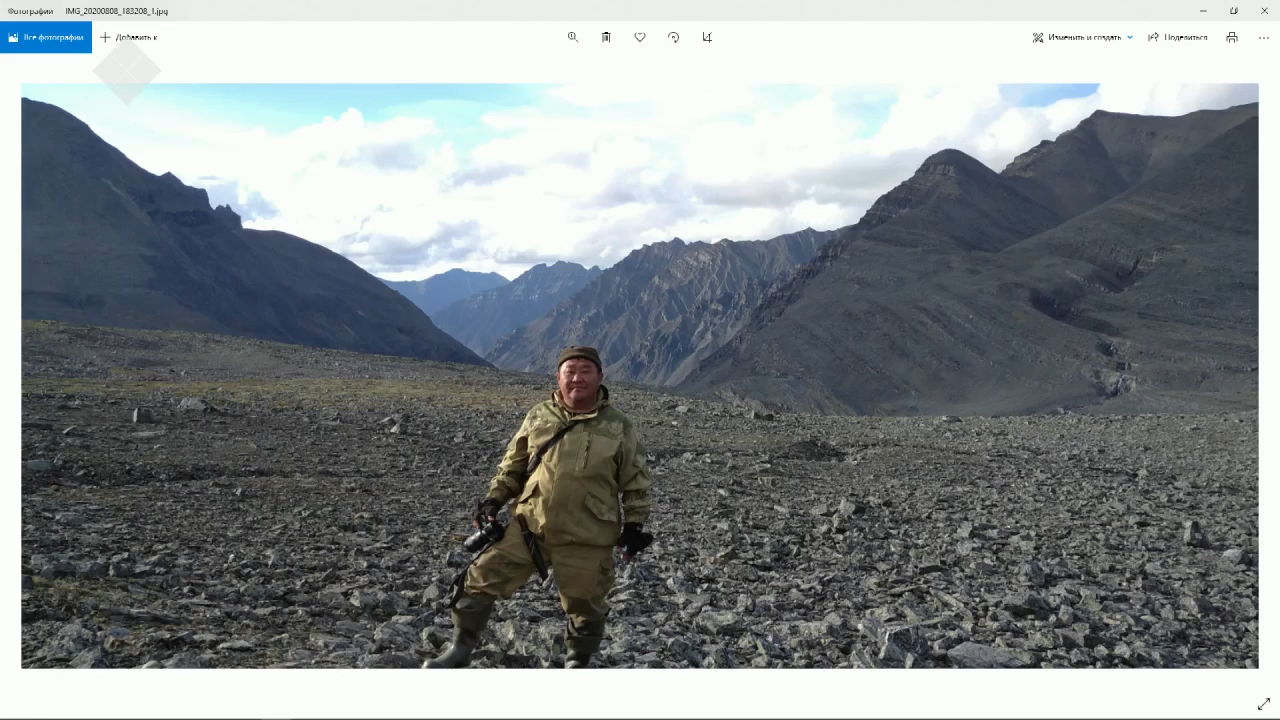 Фотографии IMG_20200808_183208_1.jpg
Все фотографии Добавить к Изменить и создать Поделиться